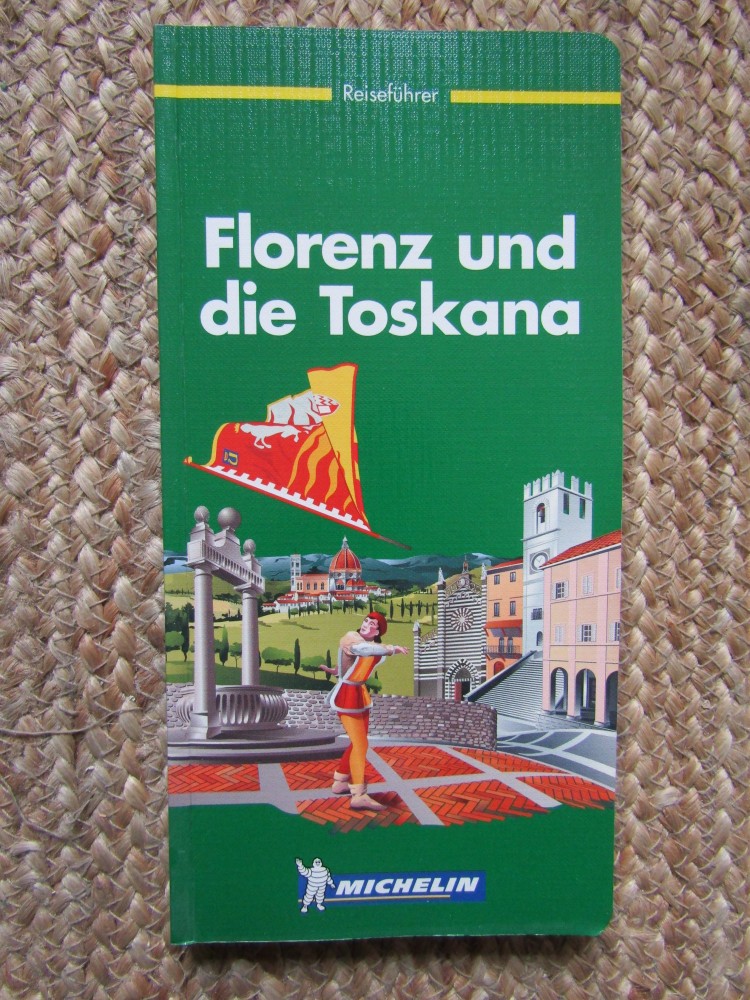 Reiseführer
Florenz und
die Toskana
MICHELIN